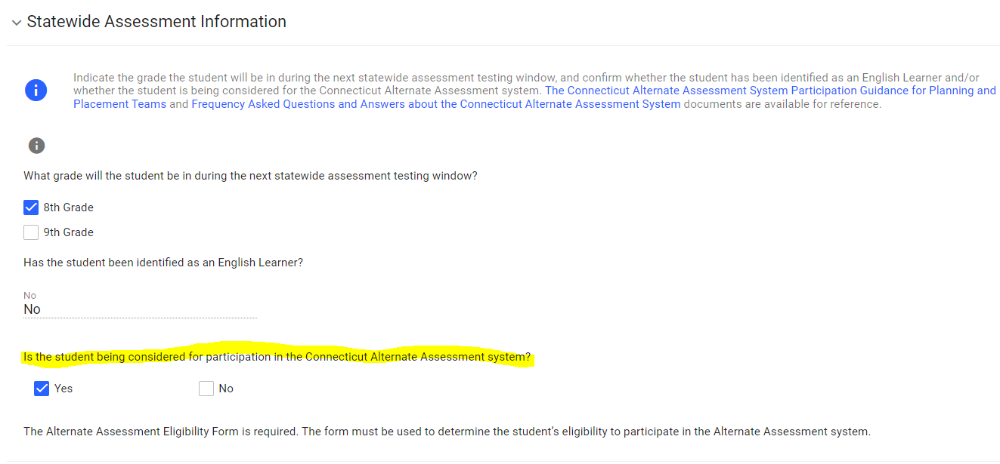 Statewide Assessment Information
Indicate the grade the student will be in during the next statewide assessment testing window, and confirm whether the student has been identified as an English Learner and/or
whether the student is being considered for the Connecticut Alternate Assessment system. The Connecticut Alternate Assessment System Participation Guidance for Planning and
Placement Teams and Frequency Asked Questions and Answers about the Connecticut Alternate Assessment System documents are available for reference.
What grade will the student be in during the next statewide assessment testing window?
8th Grade
9th Grade
Has the student been identified as an English Learner?
No
No
Is the student being considered for participation in the Connecticut Alternate Assessment system?
Yes No
The Alternate Assessment Eligibility Form is required. The form must be used to determine the student’s eligibility to participate in the Alternate Assessment system.